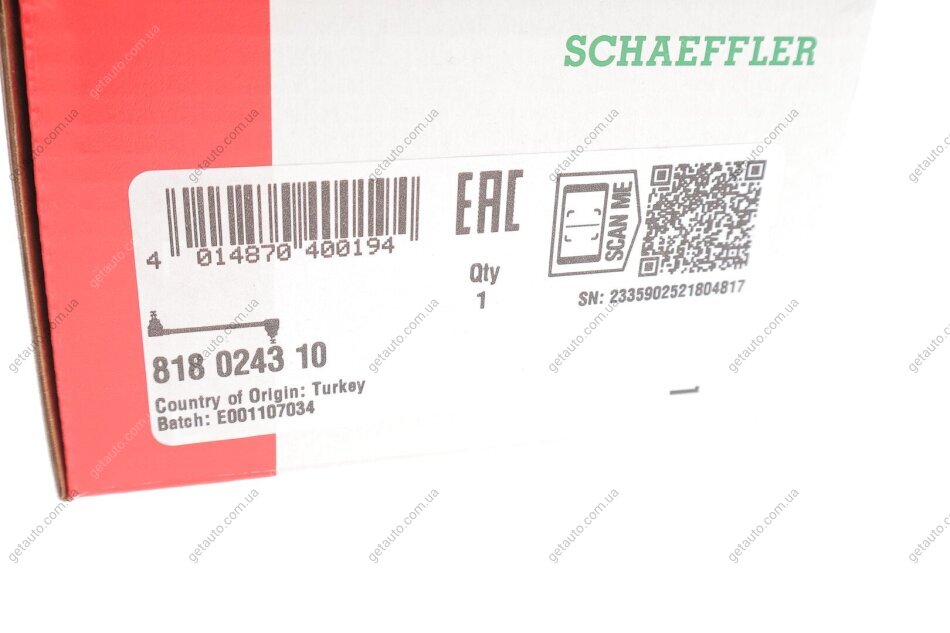 SCHAEFFLER
4 014870 400194
EAC
SCAN ME
Qty
1
SN: 2335902521804817
818 0243 10
Country of Origin: Turkey
Batch: E001107034
getauto.com.ua